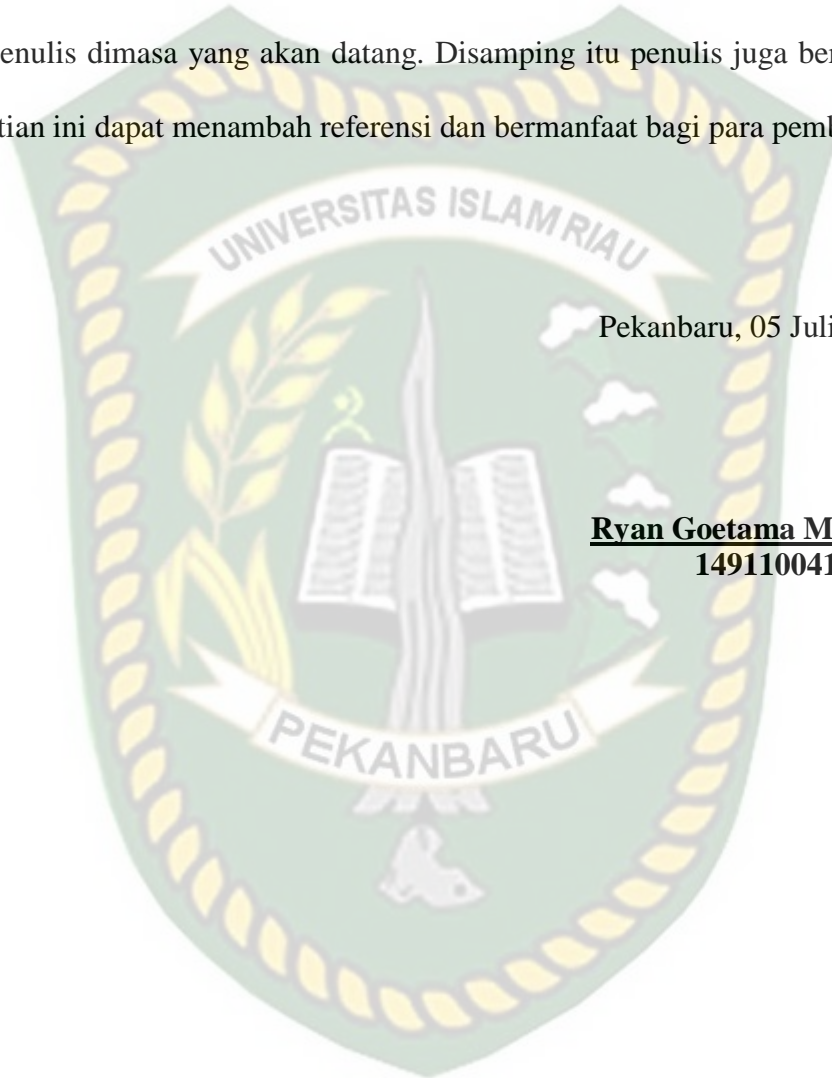 enulis dimasa yang akan datang. Disamping itu penulis juga ber
tian ini dapat menambah referensi dan bermanfaat bagi para pemb
UNIVERSITAS ISLAM RIAU
Pekanbaru, 05 Juli
Ryan Goetama M
149110041
PEKANBARU